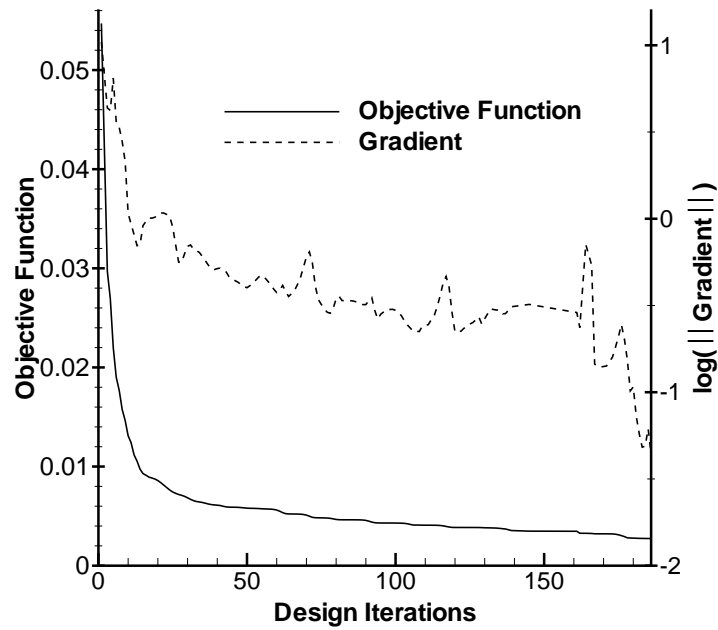 Objective Function
Gradient
0.05
0.04
0.03
0.02
0.01
0
Objective Function
1
0
-1
-2
log( || Gradient || )
0
50
100
150
Design Iterations